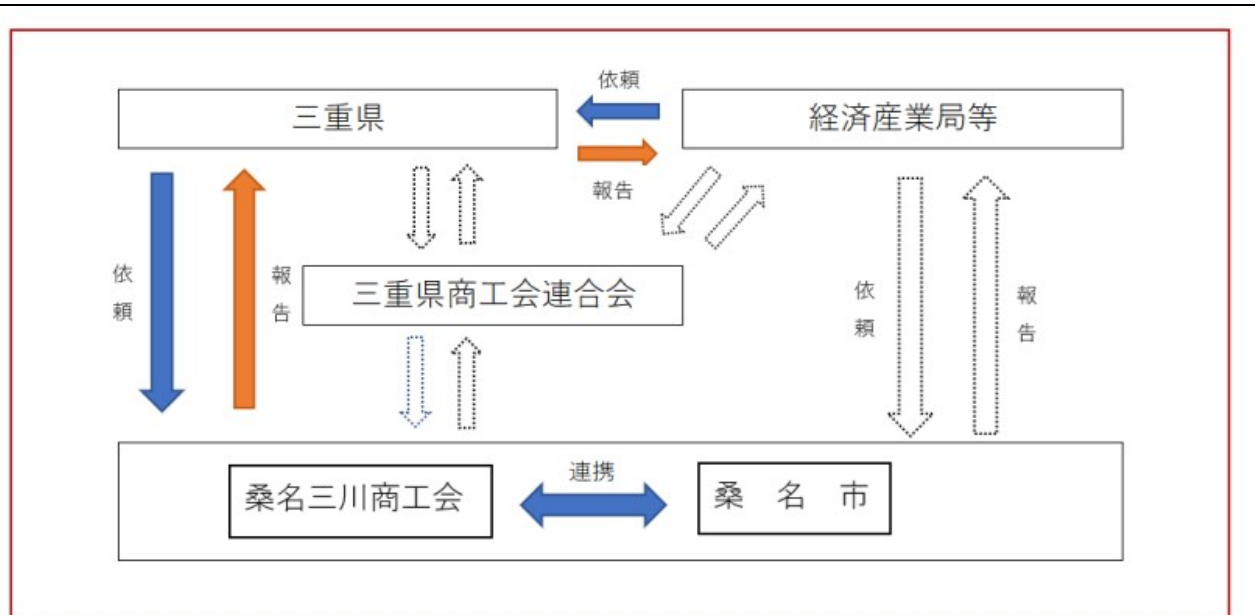 依頼
三重県
経済産業局等
報告
依頼
報告
三重県商工会連合会
依頼
報告
連携
桑名三川商工会
桑　名　市